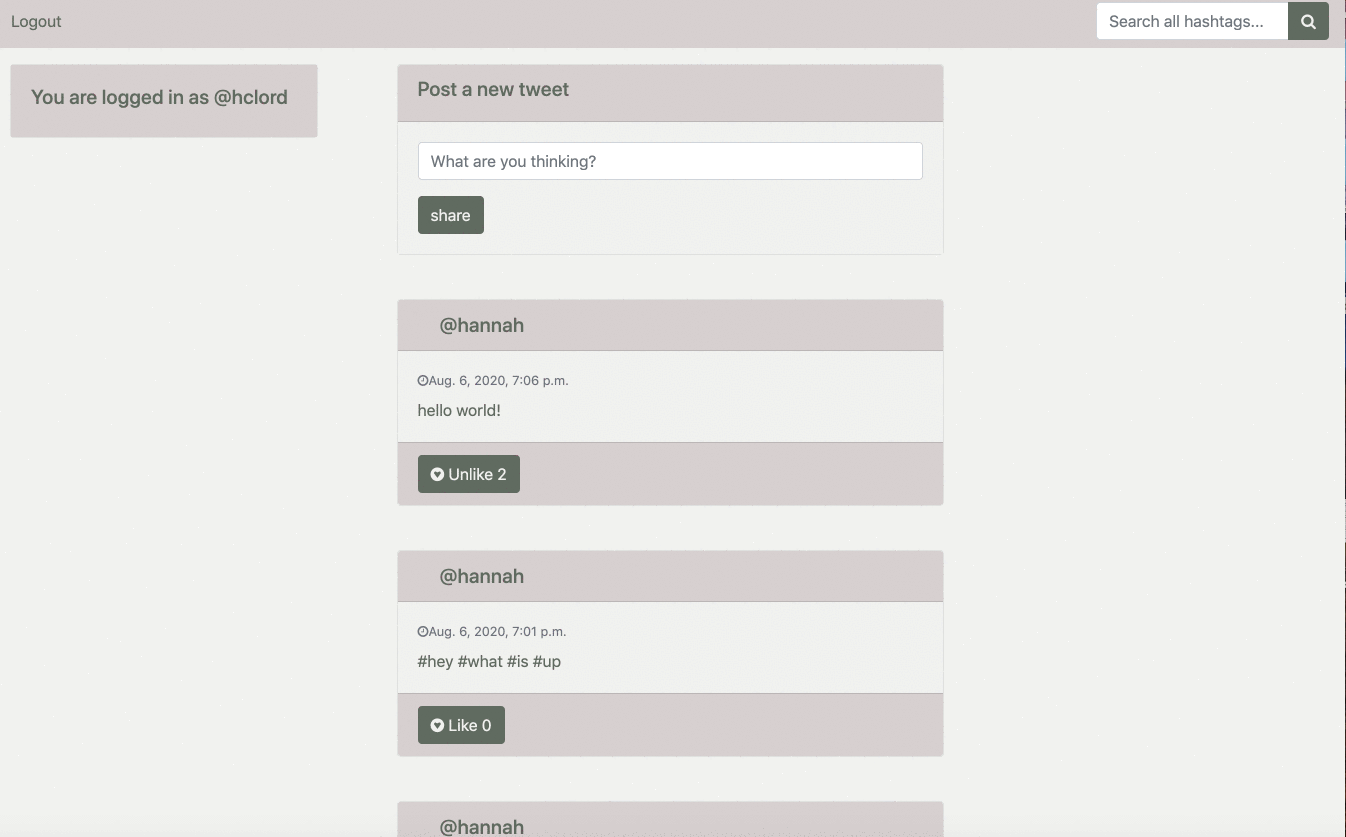 Logout
Search all hashtags...
You are logged in as @hclord
Post a new tweet
What are you thinking?
share
@hannah
Aug. 6, 2020, 7:06 p.m.
hello world!
Unlike 2
@hannah
Aug. 6, 2020, 7:01 p.m.
#hey #what #is #up
Like 0
@hannah